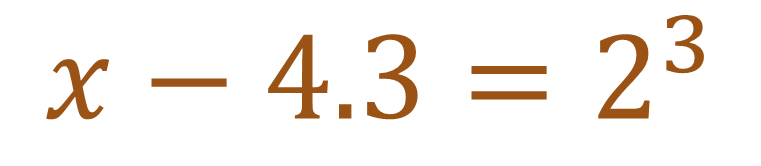 x − 4.3 = 2³